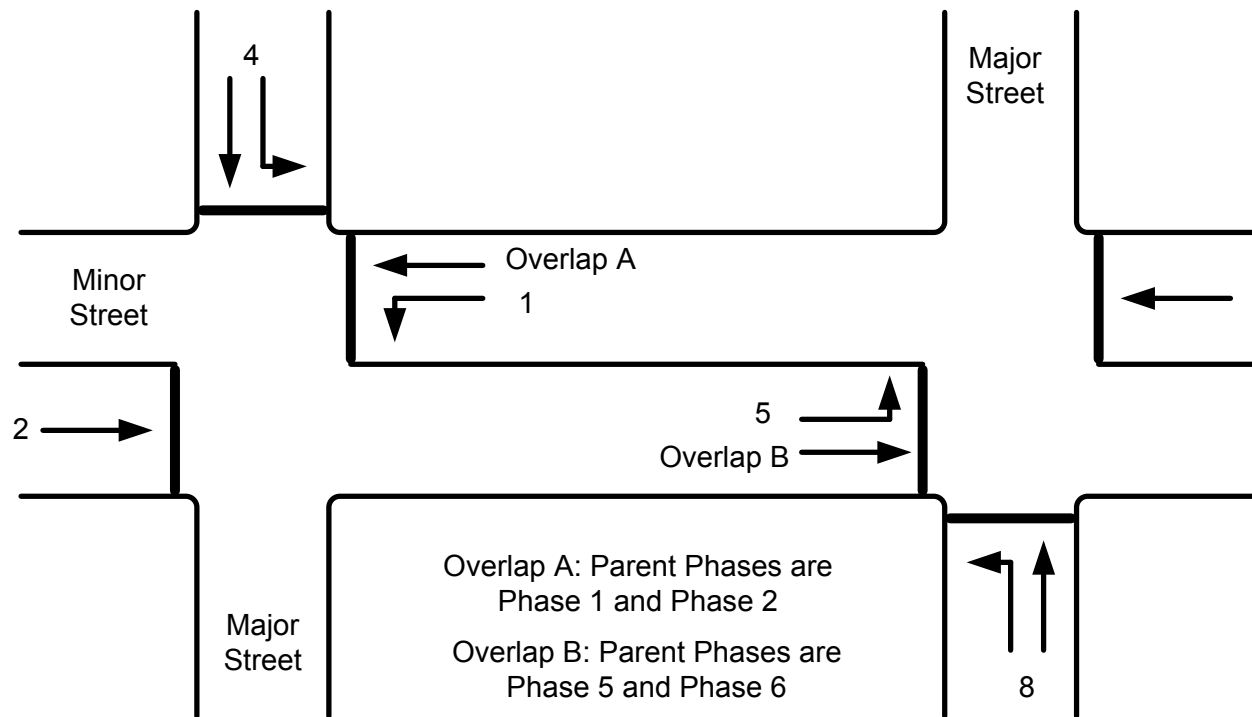 4
Major
Street
Overlap A
1
Minor
Street
2
5
Overlap B
Overlap A: Parent Phases are
Phase 1 and Phase 2
Overlap B: Parent Phases are
Phase 5 and Phase 6
Major
Street
8